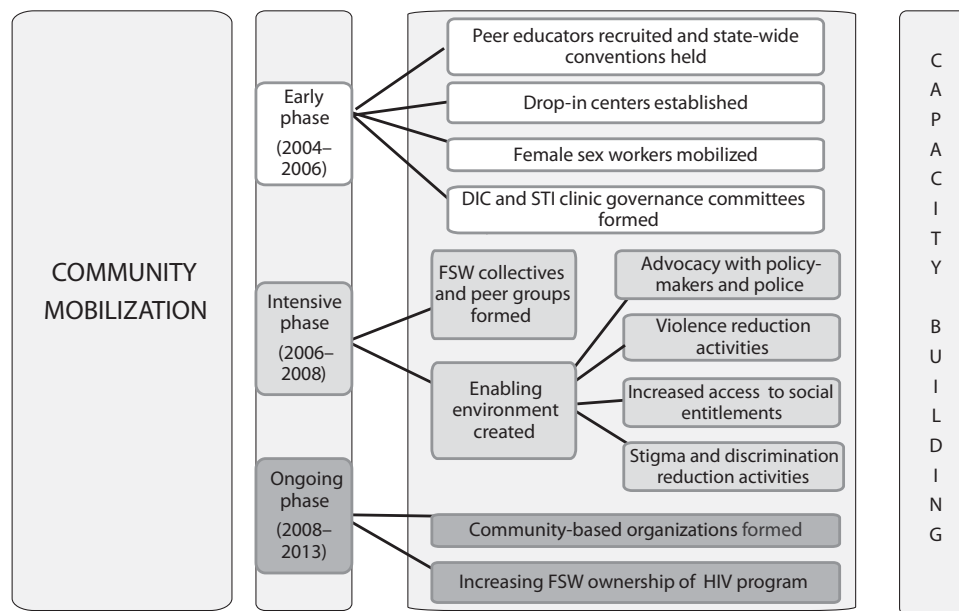 COMMUNITY
MOBILIZATION
Early
phase
(2004–
2006)
Peer educators recruited and state-wide
conventions held
Drop-in centers established
Female sex workers mobilized
DIC and STI clinic governance committees
formed
Intensive
phase
(2006–
2008)
FSW collectives
and peer groups
formed
Enabling
environment
created
Advocacy with policy-
makers and police
Violence reduction
activities
Increased access to social
entitlements
Stigma and discrimination
reduction activities
Ongoing
phase
(2008–
2013)
Community-based organizations formed
Increasing FSW ownership of HIV program
C
A
P
A
C
I
T
Y
B
U
I
L
D
I
N
G